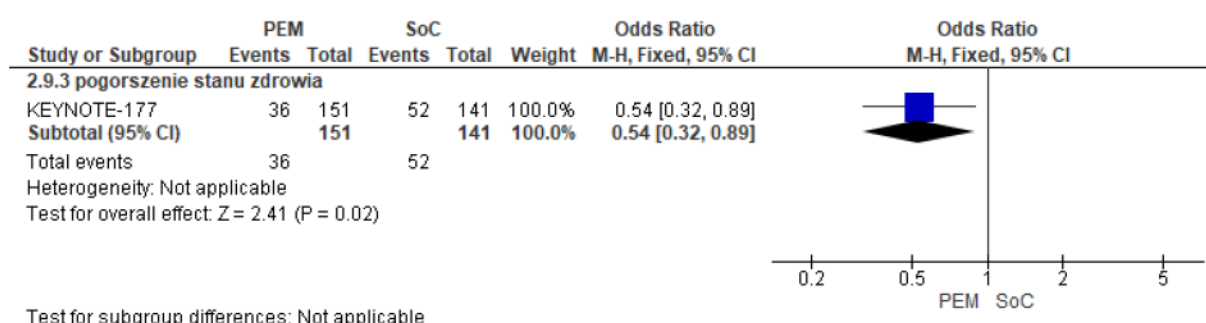 PEM SoC Odds Ratio Odds Ratio
Study or Subgroup Events Total Events Total Weight M-H, Fixed, 95% CI M-H, Fixed, 95% CI
2.9.3 pogorszenie stanu zdrowia
KEYNOTE-177 36 151 52 141 100.0% 0.54 [0.32, 0.89]
Subtotal (95% CI) 151 141 100.0% 0.54 [0.32, 0.89]
Total events 36 52
Heterogeneity: Not applicable
Test for overall effect: Z = 2.41 (P = 0.02)
0.2 0.5 1 2 5
PEM SoC
Test for subgroup differences: Not applicable